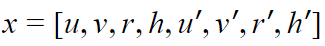 x = [u, v, r, h, u′, v′, r′, h′]